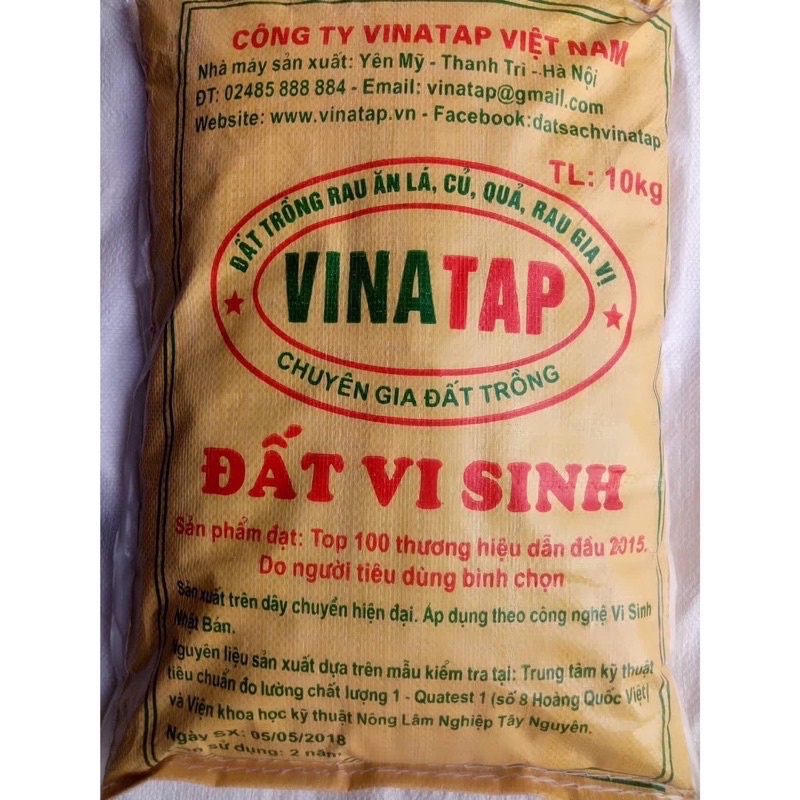 CÔNG TY VINATAP VIỆT NAM
Nhà máy sản xuất: Yên Mỹ - Thanh Trì - Hà Nội
ĐT: 02485 888 884 - Email: vinatap@gmail.com
Website: www.vinatap.vn - Facebook:datsachvinatap
TL: 10kg
ĐẤT TRỒNG RAU ĂN LÁ, CỦ, QUẢ, RAU GIA VỊ
VINATAP
CHUYÊN GIA ĐẤT TRỒNG
ĐẤT VI SINH
Sản phẩm đạt: Top 100 thương hiệu dẫn đầu 2015.
Do người tiêu dùng bình chọn
Sản xuất trên dây chuyền hiện đại. Áp dụng theo công nghệ Vi Sinh
Nhật Bản.
Nguyên liệu sản xuất dựa trên mẫu kiểm tra tại: Trung tâm kỹ thuật
tiêu chuẩn đo lường chất lượng 1 - Quatest 1 (số 8 Hoàng Quốc Việt)
và Viện khoa học kỹ thuật Nông Lâm Nghiệp Tây Nguyên.
Ngày SX: 05/05/2018
sử dụng: 2 năm